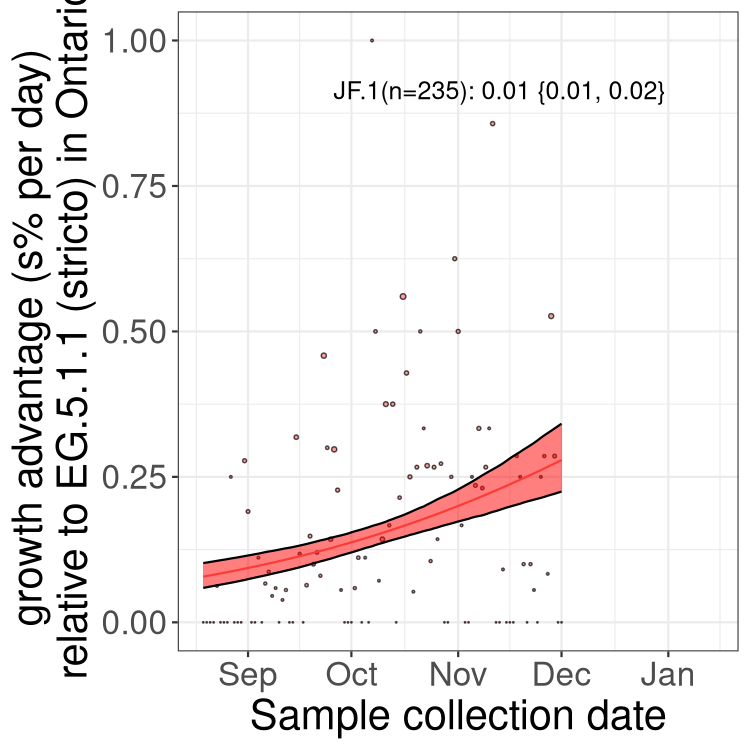 growth advantage (s% per day)
relative to EG.5.1.1 (stricto) in Ontario
1.00
0.75
0.50
0.25
0.00
JF.1(n=235): 0.01 {0.01, 0.02}
Sep Oct Nov Dec Jan
Sample collection date